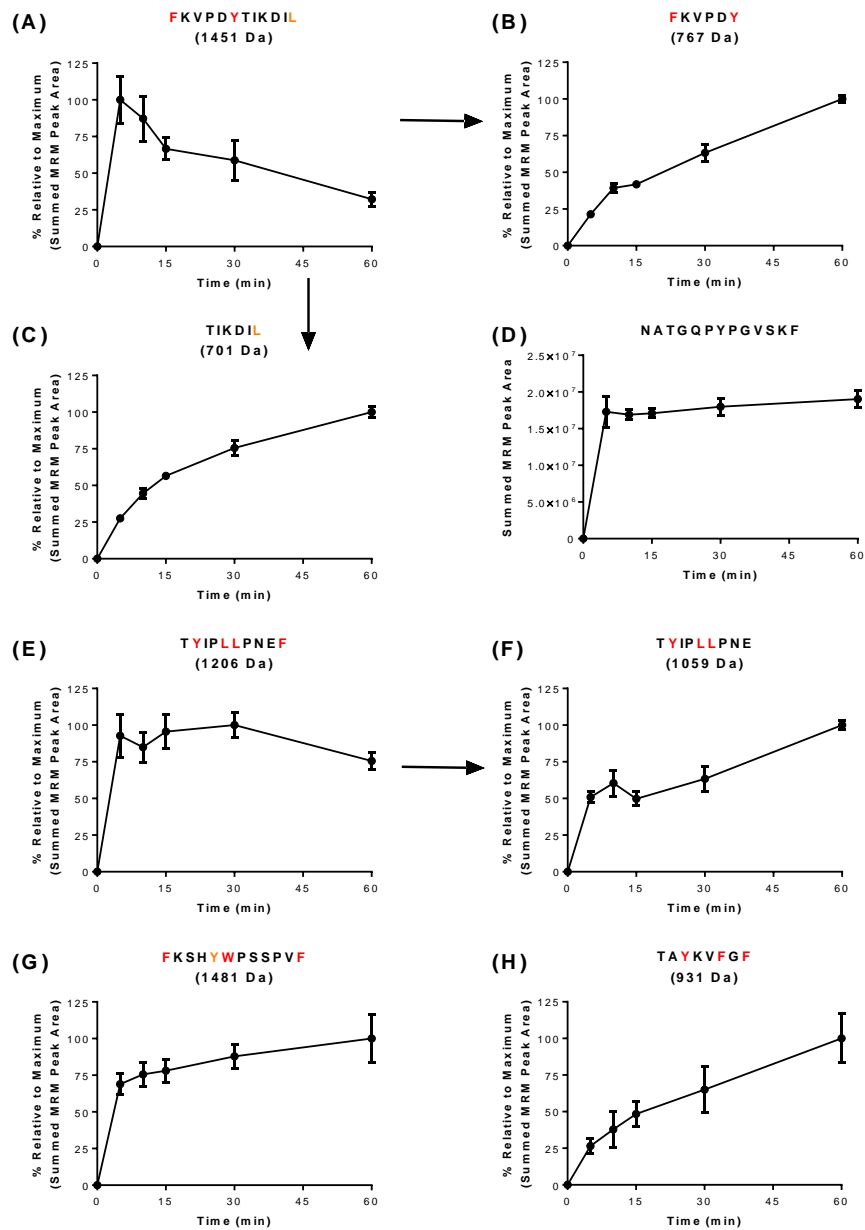 (A)
FKVPDYTIKDIL
(1451 Da)
% Relative to Maximum
(Summed MRM Peak Area)
125
100
75
50
25
0
0 15 30 45 60
Time (min)
(B)
FKVPDY
(767 Da)
% Relative to Maximum
(Summed MRM Peak Area)
125
100
75
50
25
0
0 15 30 45 60
Time (min)
(C)
TIKDIL
(701 Da)
% Relative to Maximum
(Summed MRM Peak Area)
125
100
75
50
25
0
0 15 30 45 60
Time (min)
(D)
NATGQPYPGVSKF
Summed MRM Peak Area
2.5×10⁷
2.0×10⁷
1.5×10⁷
1.0×10⁷
5.0×10⁶
0
0 15 30 45 60
Time (min)
(E)
TYIPLLPNEF
(1206 Da)
% Relative to Maximum
(Summed MRM Peak Area)
125
100
75
50
25
0
0 15 30 45 60
Time (min)
(F)
TYIPLLPNE
(1059 Da)
% Relative to Maximum
(Summed MRM Peak Area)
125
100
75
50
25
0
0 15 30 45 60
Time (min)
(G)
FKSHYWPSSPVF
(1481 Da)
% Relative to Maximum
(Summed MRM Peak Area)
125
100
75
50
25
0
0 15 30 45 60
Time (min)
(H)
TAYKVFGF
(931 Da)
% Relative to Maximum
(Summed MRM Peak Area)
125
100
75
50
25
0
0 15 30 45 60
Time (min)